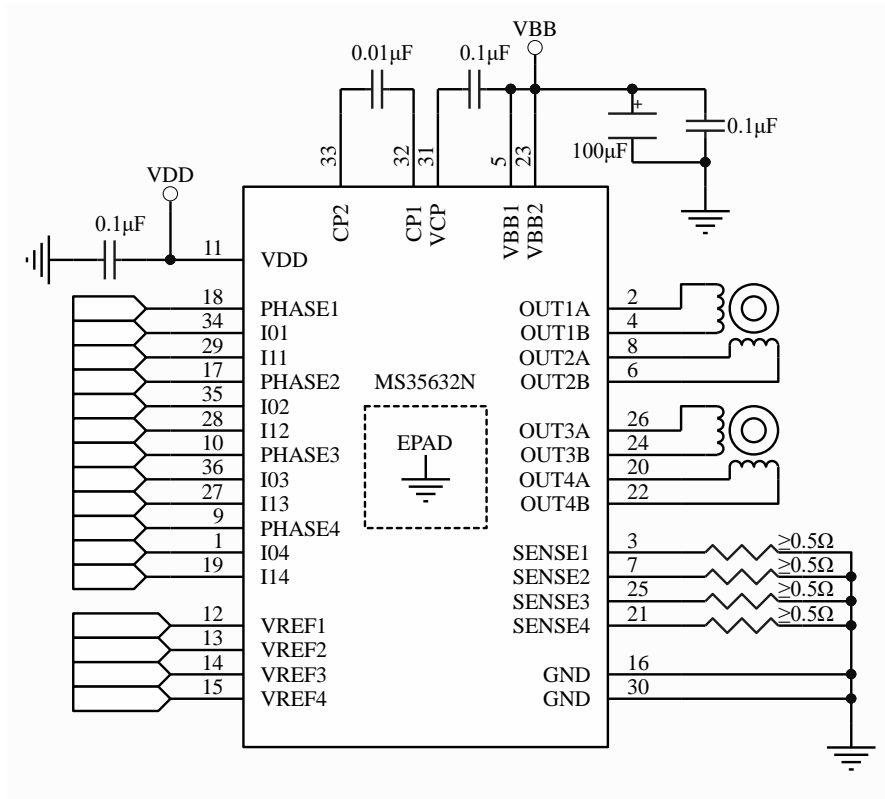 VBB
0.01μF
0.1μF
+
100μF
0.1μF
33
32
31
5
23
VDD
0.1μF
CP2
CP1
VCP
VBB1
VBB2
11
VDD
18
PHASE1
OUT1A
2
34
I01
OUT1B
4
29
I11
OUT2A
8
17
PHASE2
OUT2B
6
MS35632N
35
I02
28
I12
OUT3A
26
EPAD
10
PHASE3
OUT3B
24
36
I03
OUT4A
20
27
I13
OUT4B
22
9
PHASE4
1
I04
SENSE1
3
≥0.5Ω
19
I14
SENSE2
7
≥0.5Ω
SENSE3
25
≥0.5Ω
12
VREF1
SENSE4
21
≥0.5Ω
13
VREF2
14
VREF3
GND
16
15
VREF4
GND
30